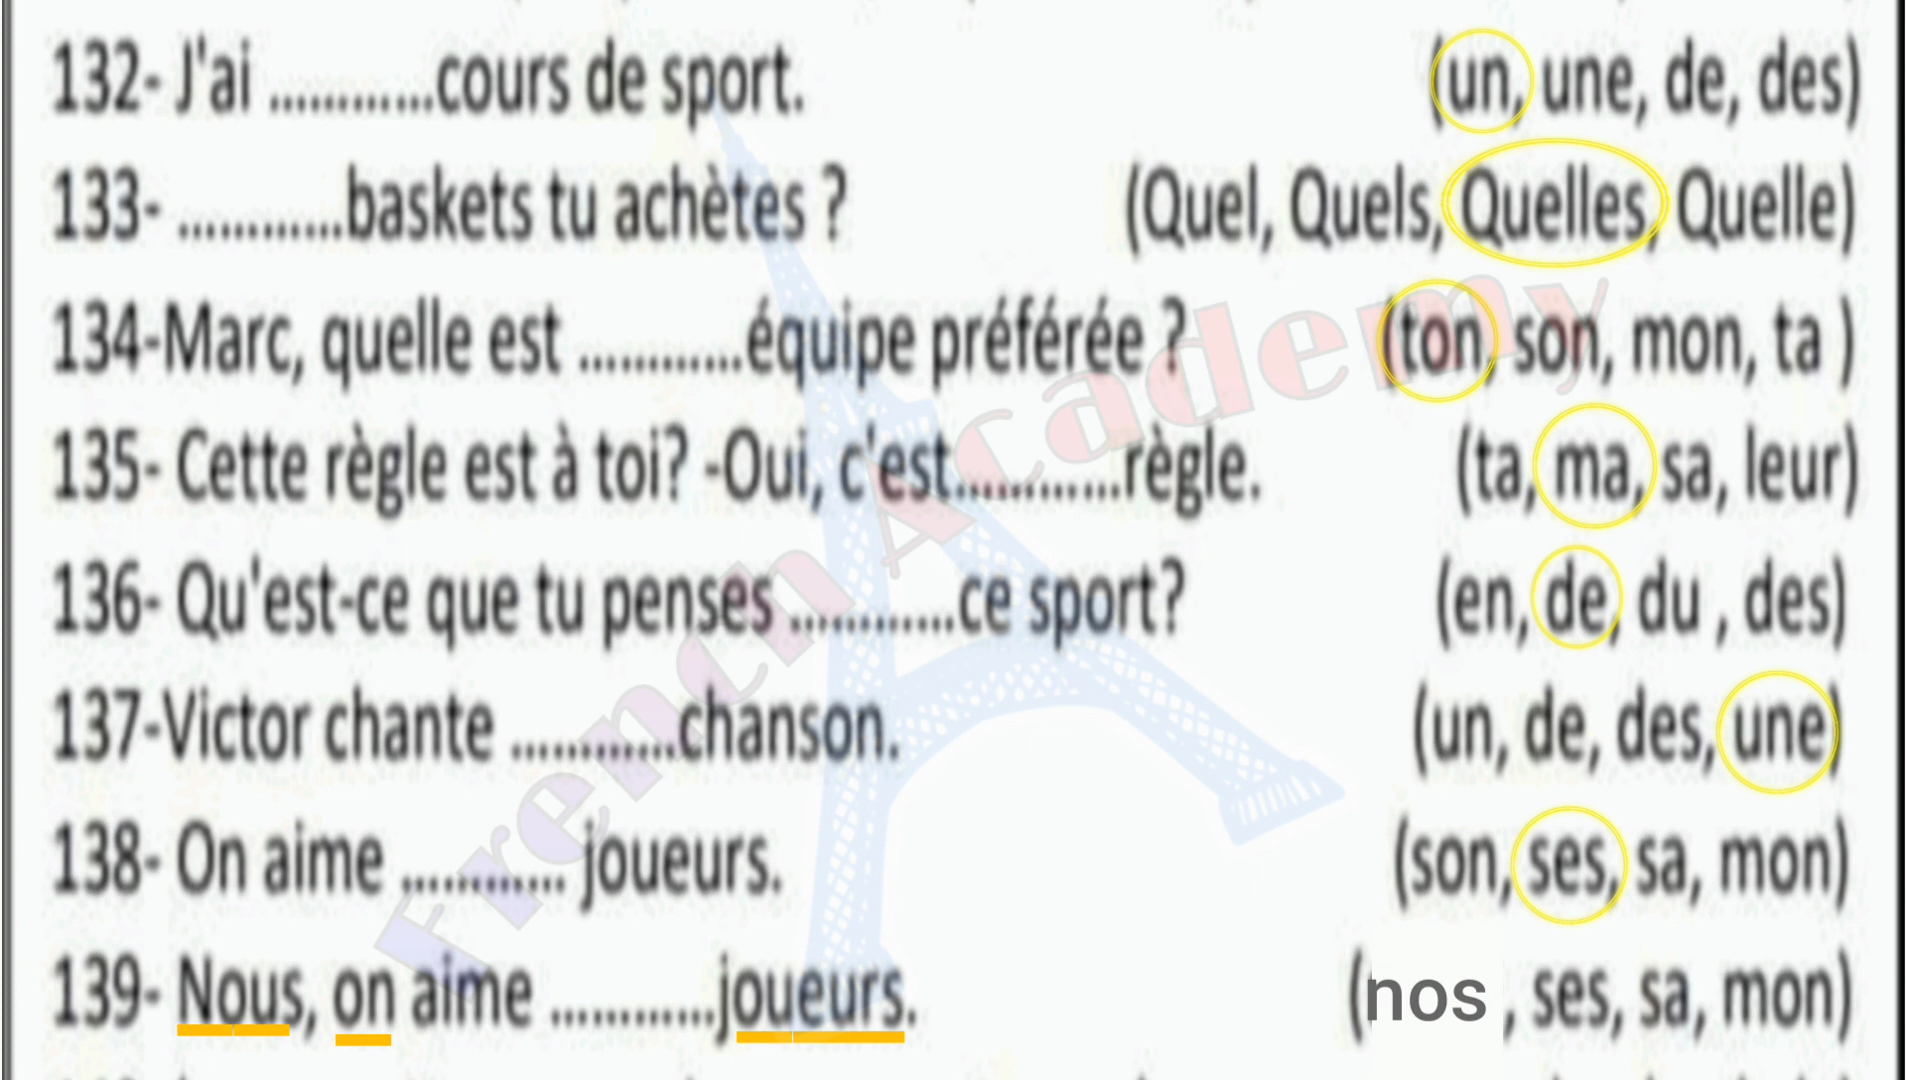 132- J'ai ............cours de sport. (un, une, de, des)
133- ............baskets tu achètes ? (Quel, Quels, Quelles, Quelle)
134-Marc, quelle est ............équipe préférée ? (ton, son, mon, ta )
135- Cette règle est à toi? -Oui, c'est............règle. (ta, ma, sa, leur)
136- Qu'est-ce que tu penses ............ce sport? (en, de, du , des)
137-Victor chante ............chanson. (un, de, des, une)
138- On aime ............ joueurs. (son, ses, sa, mon)
139- Nous, on aime ............joueurs. (nos , ses, sa, mon)
French Academy